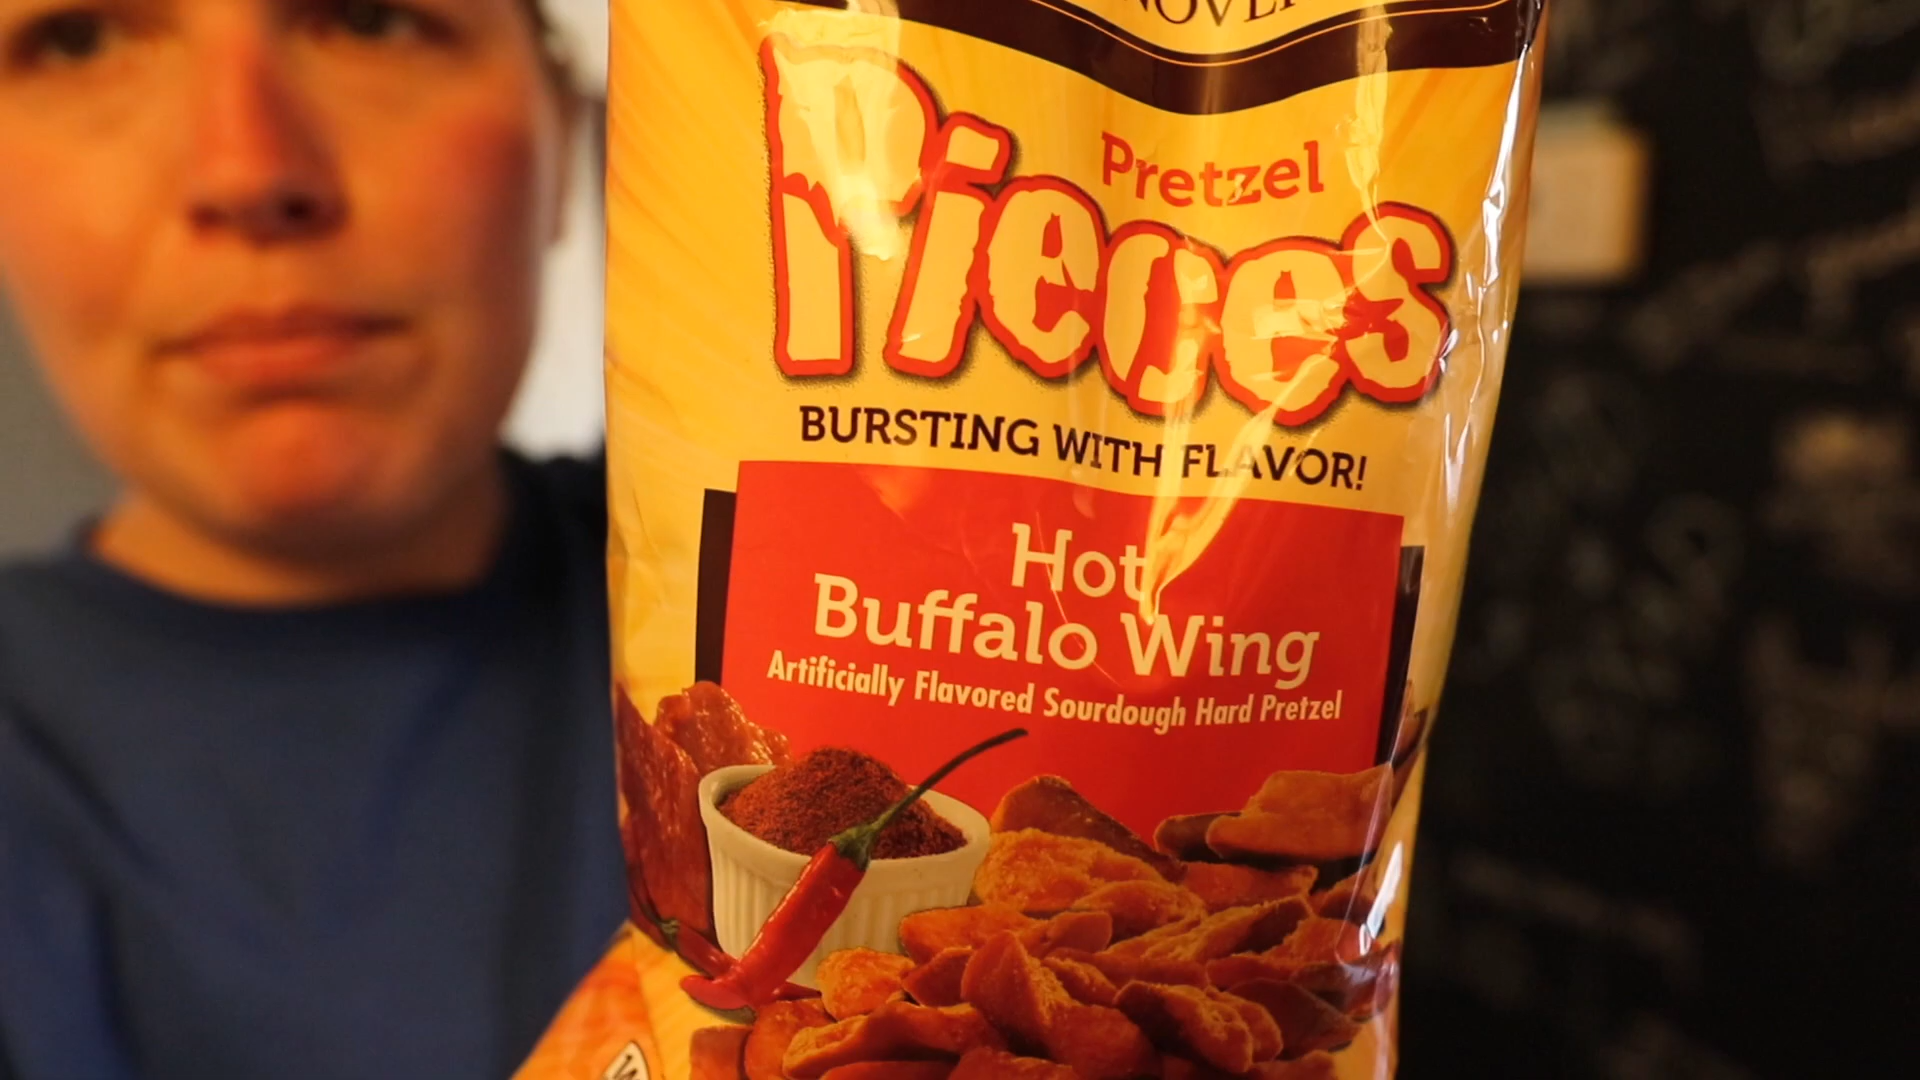 Pretzel
Pieces
BURSTING WITH FLAVOR!
Hot
Buffalo Wing
Artificially Flavored Sourdough Hard Pretzel